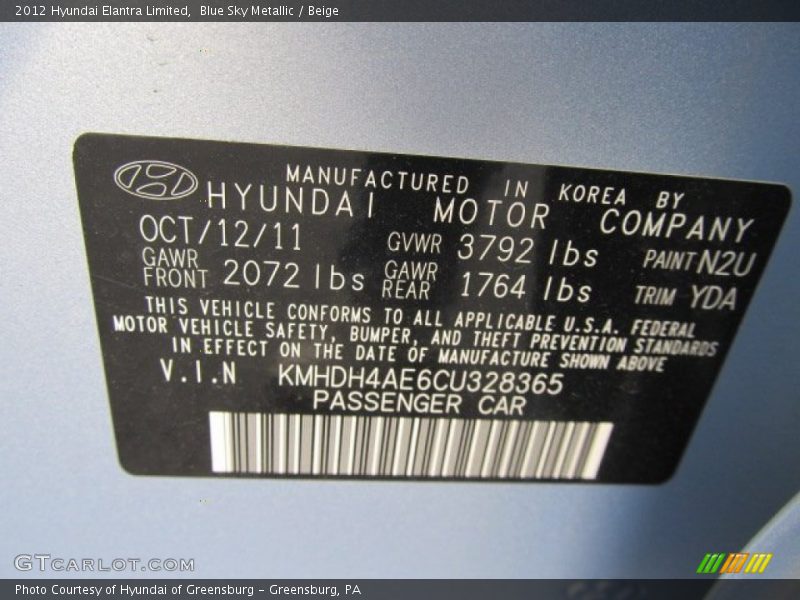 2012 Hyundai Elantra Limited, Blue Sky Metallic / Beige
MANUFACTURED IN KOREA BY
HYUNDAI MOTOR COMPANY
OCT/12/11 GVWR 3792 lbs PAINT N2U
GAWR FRONT 2072 lbs GAWR REAR 1764 lbs TRIM YDA
THIS VEHICLE CONFORMS TO ALL APPLICABLE U.S.A. FEDERAL
MOTOR VEHICLE SAFETY, BUMPER, AND THEFT PREVENTION STANDARDS
IN EFFECT ON THE DATE OF MANUFACTURE SHOWN ABOVE
V.I.N KMHDH4AE6CU328365
PASSENGER CAR
GTCARLOT.COM
Photo Courtesy of Hyundai of Greensburg - Greensburg, PA